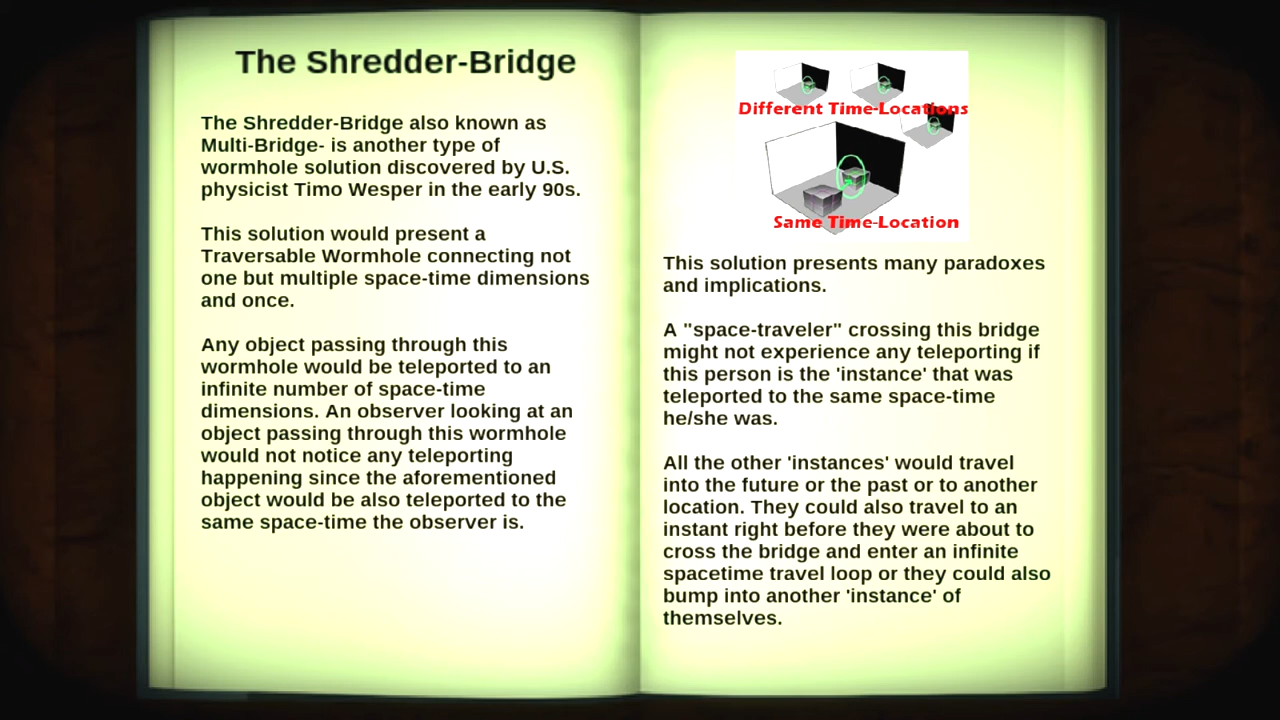 The Shredder-Bridge
The Shredder-Bridge also known as
Multi-Bridge- is another type of
wormhole solution discovered by U.S.
physicist Timo Wesper in the early 90s.
This solution would present a
Traversable Wormhole connecting not
one but multiple space-time dimensions
and once.
Any object passing through this
wormhole would be teleported to an
infinite number of space-time
dimensions. An observer looking at an
object passing through this wormhole
would not notice any teleporting
happening since the aforementioned
object would be also teleported to the
same space-time the observer is.
Different Time-Locations
Same Time-Location
This solution presents many paradoxes
and implications.
A "space-traveler" crossing this bridge
might not experience any teleporting if
this person is the 'instance' that was
teleported to the same space-time
he/she was.
All the other 'instances' would travel
into the future or the past or to another
location. They could also travel to an
instant right before they were about to
cross the bridge and enter an infinite
spacetime travel loop or they could also
bump into another 'instance' of
themselves.